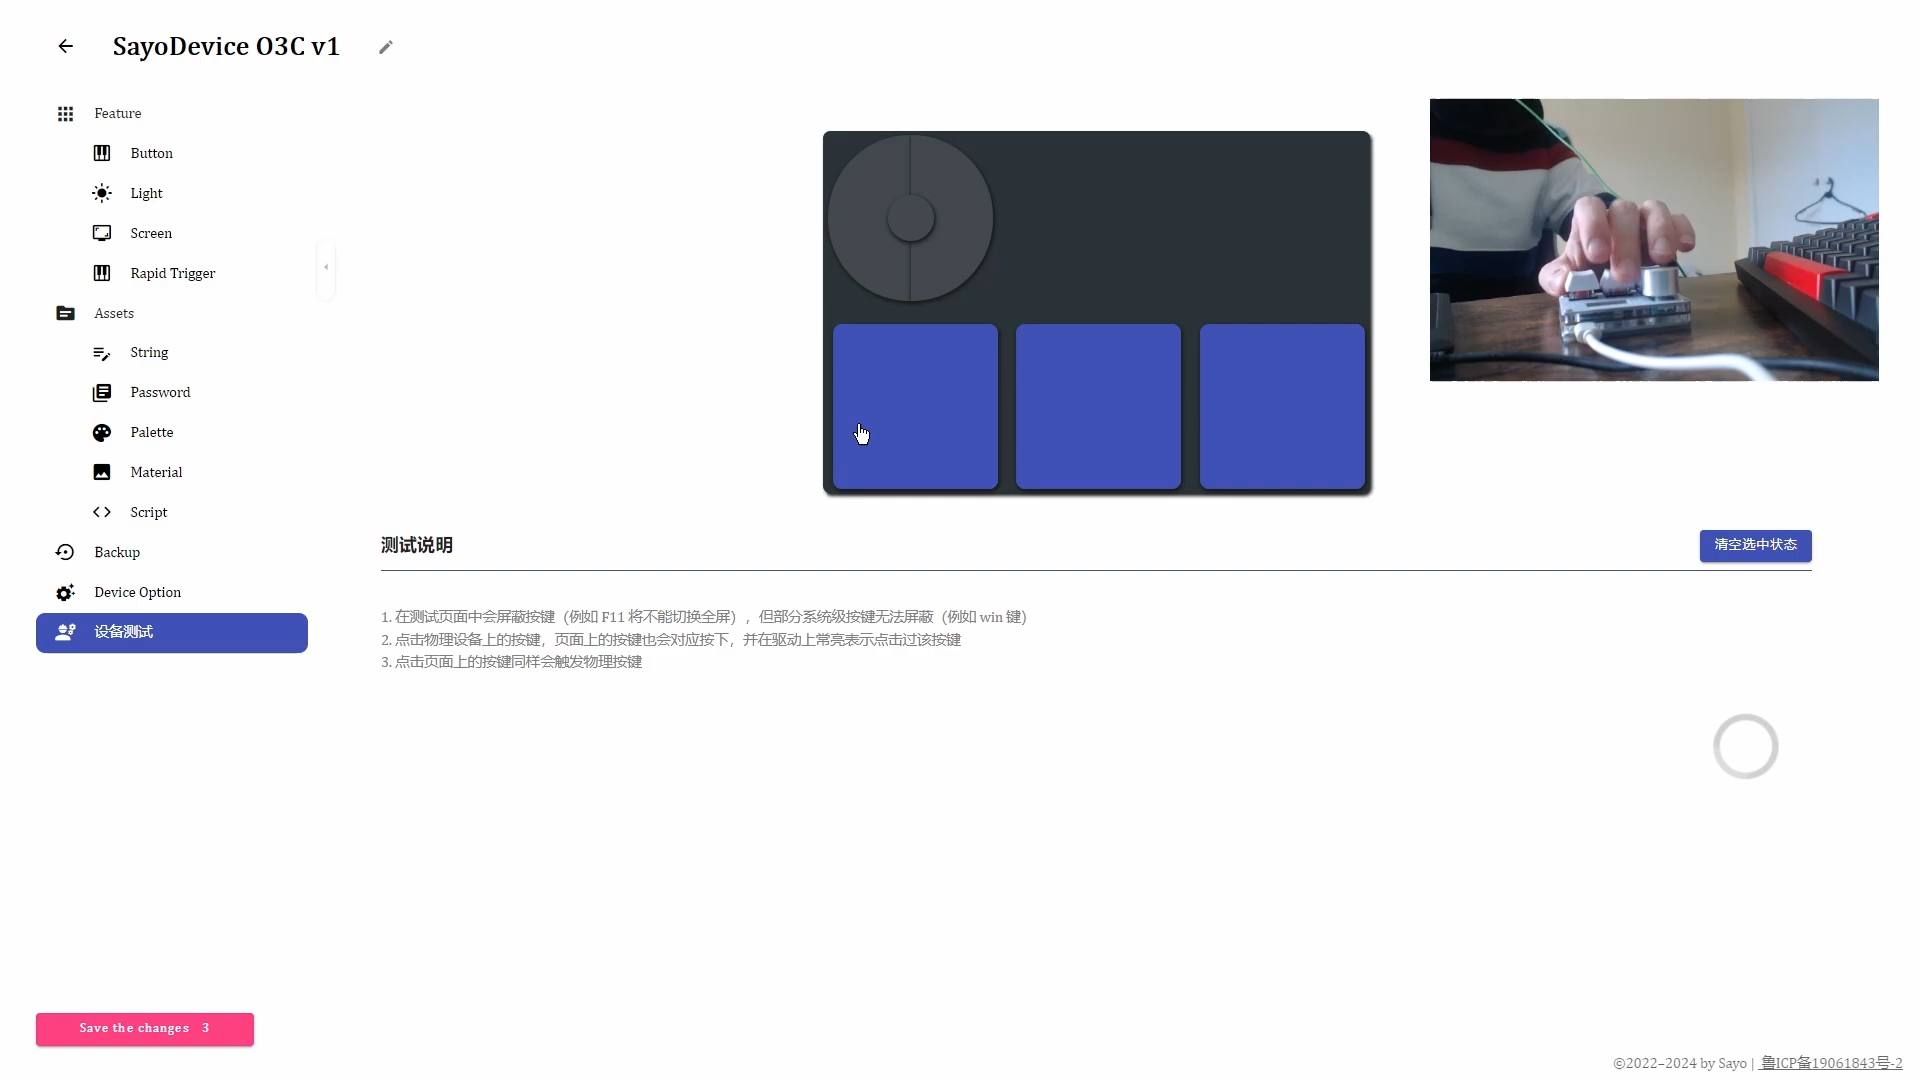 SayoDevice O3C v1
Feature
Button
Light
Screen
Rapid Trigger
Assets
String
Password
Palette
Material
Script
Backup
Device Option
设备测试
测试说明
清空选中状态
1. 在测试页面中会屏蔽按键（例如 F11 将不能切换全屏），但部分系统级按键无法屏蔽（例如 win 键）
2. 点击物理设备上的按键，页面上的按键也会对应按下，并在驱动上常亮表示点击过该按键
3. 点击页面上的按键同样会触发物理按键
Save the changes 3
©2022–2024 by Sayo | 鲁ICP备19061843号-2